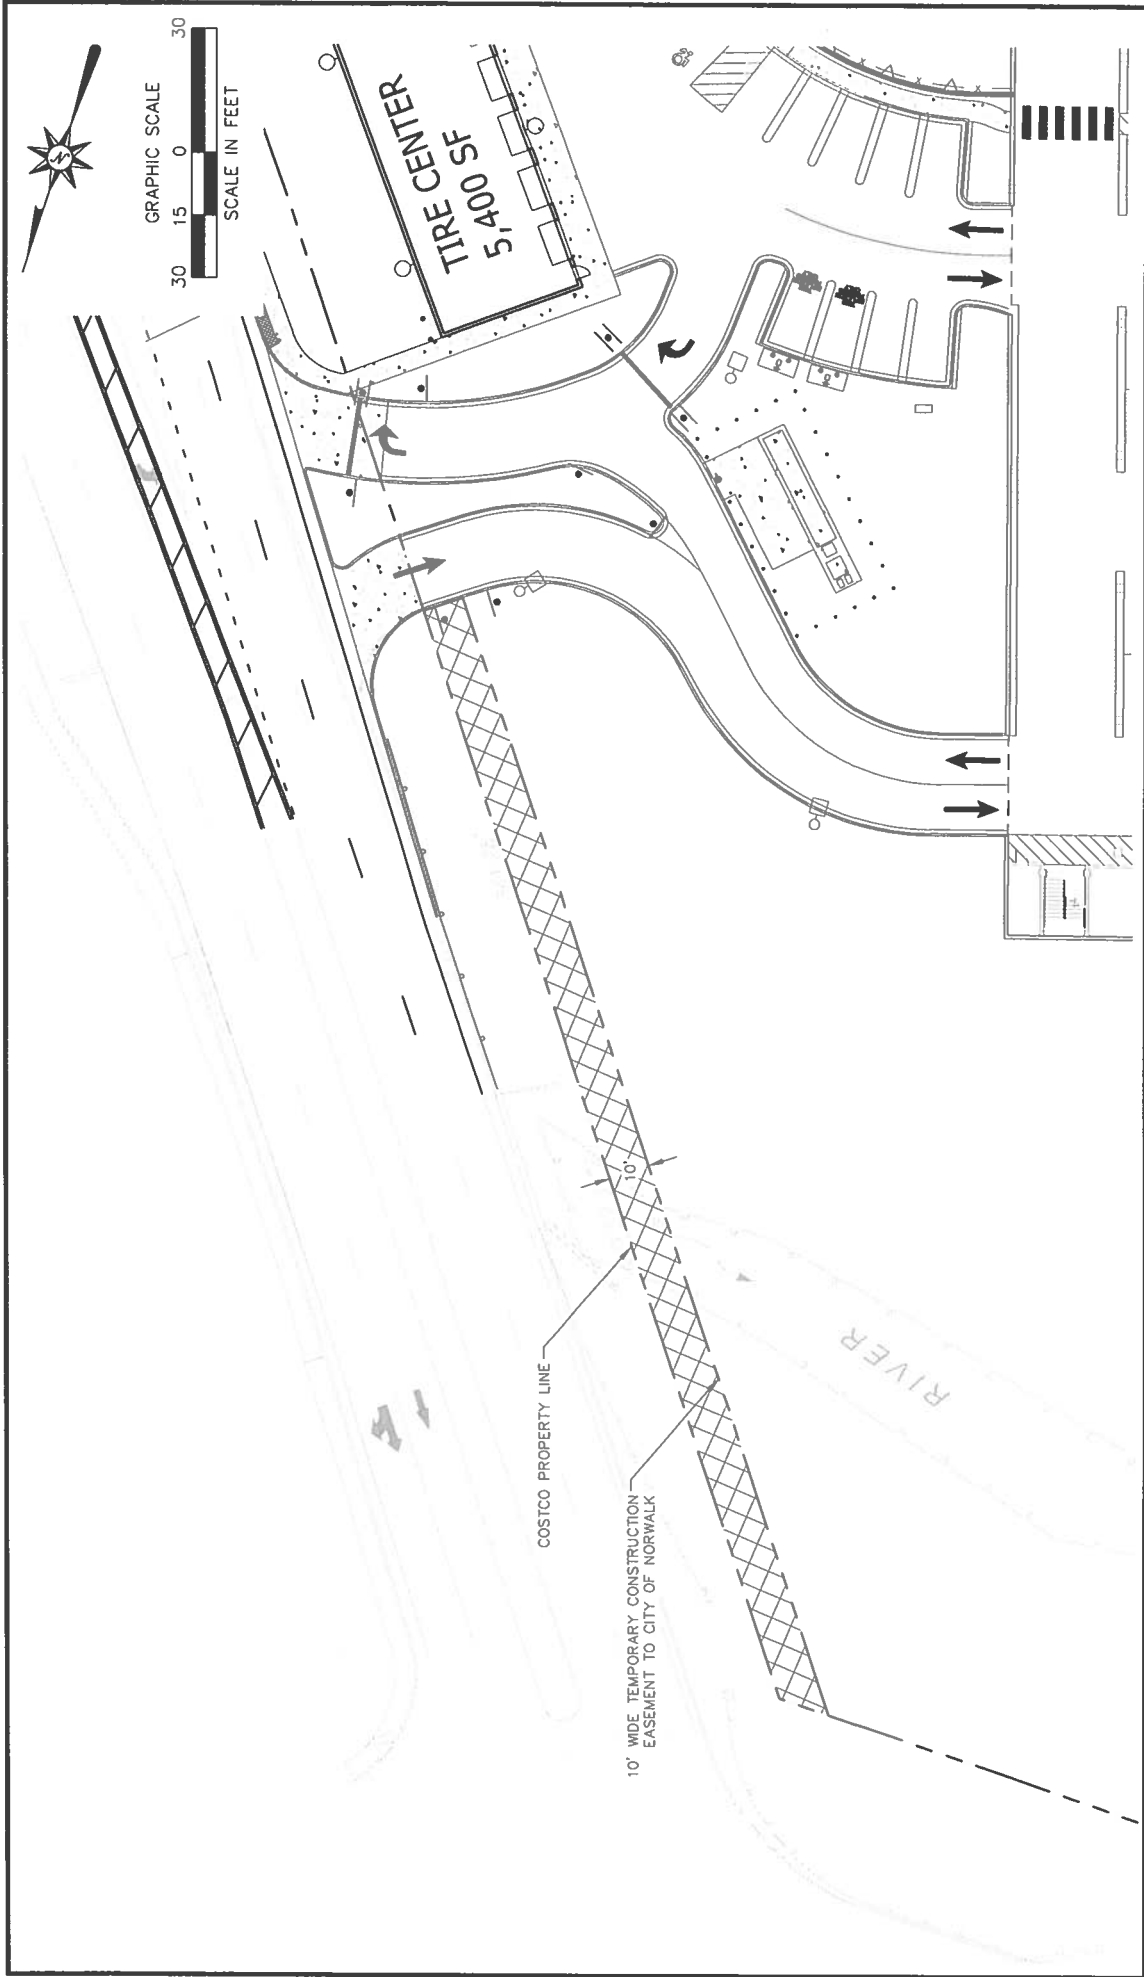 GRAPHIC SCALE
30 15 0 30
SCALE IN FEET
N
TIRE CENTER
5,400 SF
10'
COSTCO PROPERTY LINE
10' WIDE TEMPORARY CONSTRUCTION
EASEMENT TO CITY OF NORWALK
RIVER